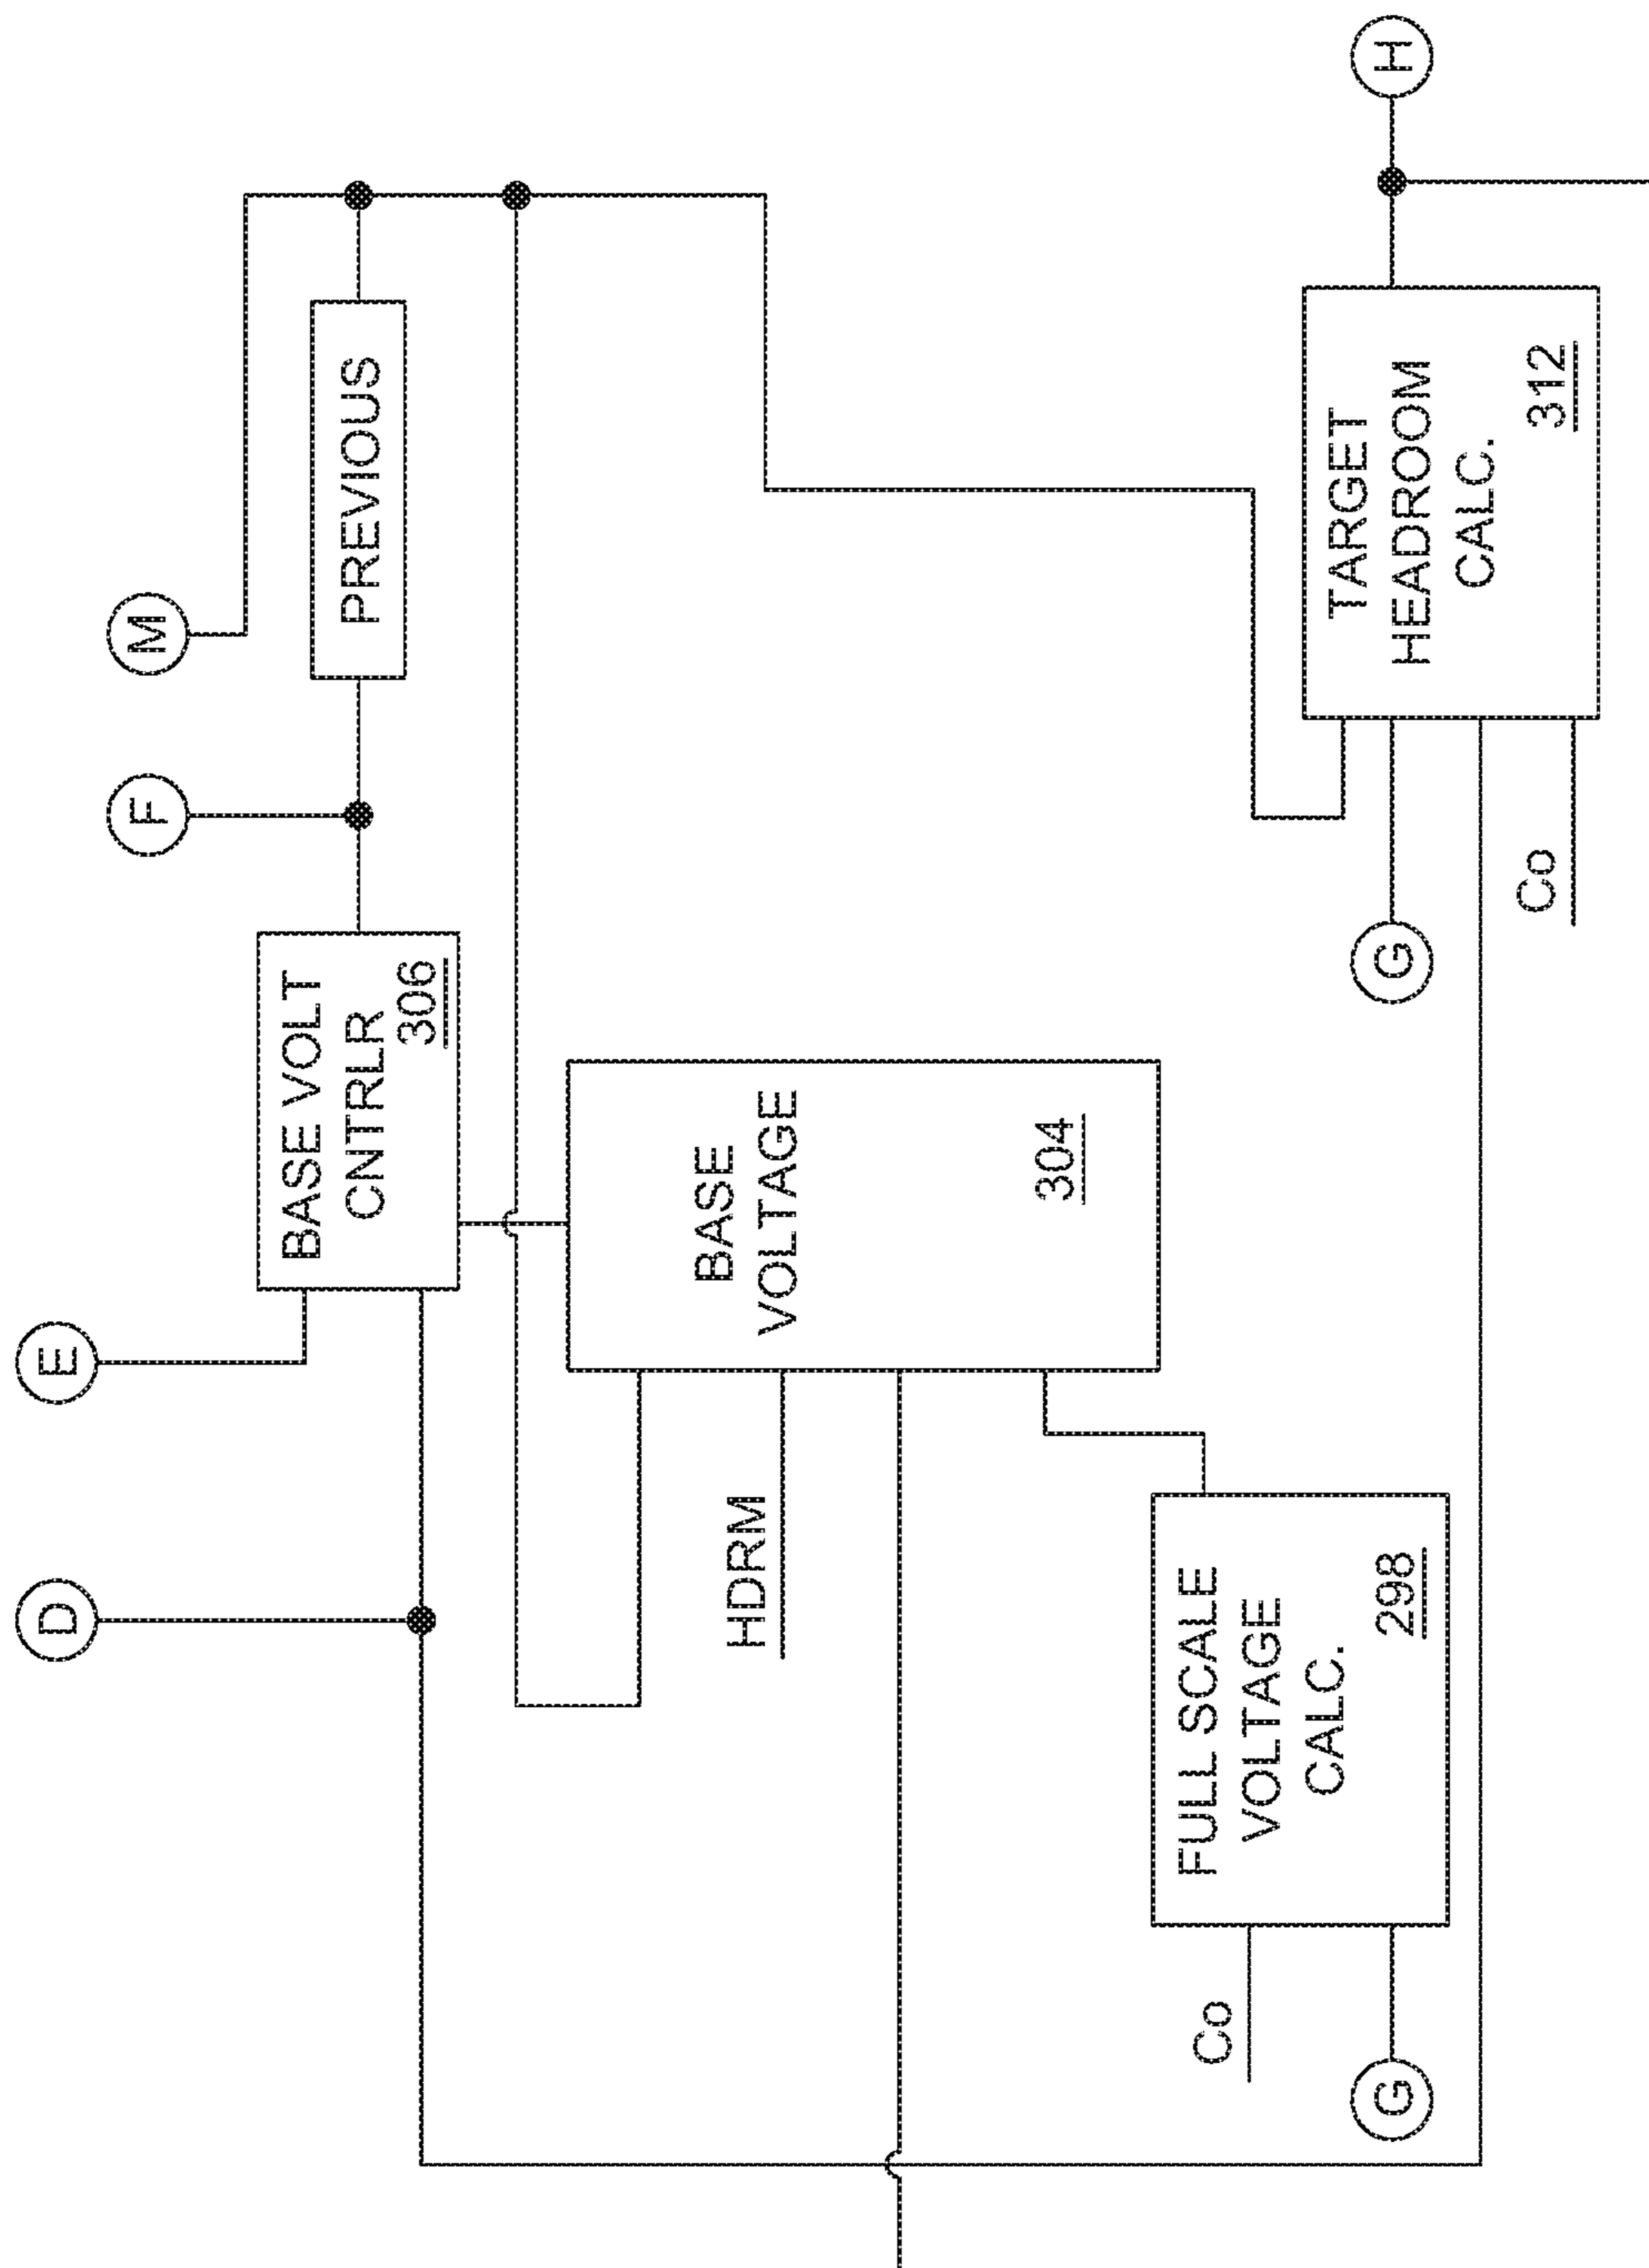 D
E
F
M
BASE VOLT
CNTRLR
306
PREVIOUS
HDRM
BASE
VOLTAGE
304
Co
G
FULL SCALE
VOLTAGE
CALC.
298
G
Co
TARGET
HEADROOM
CALC.
312
H